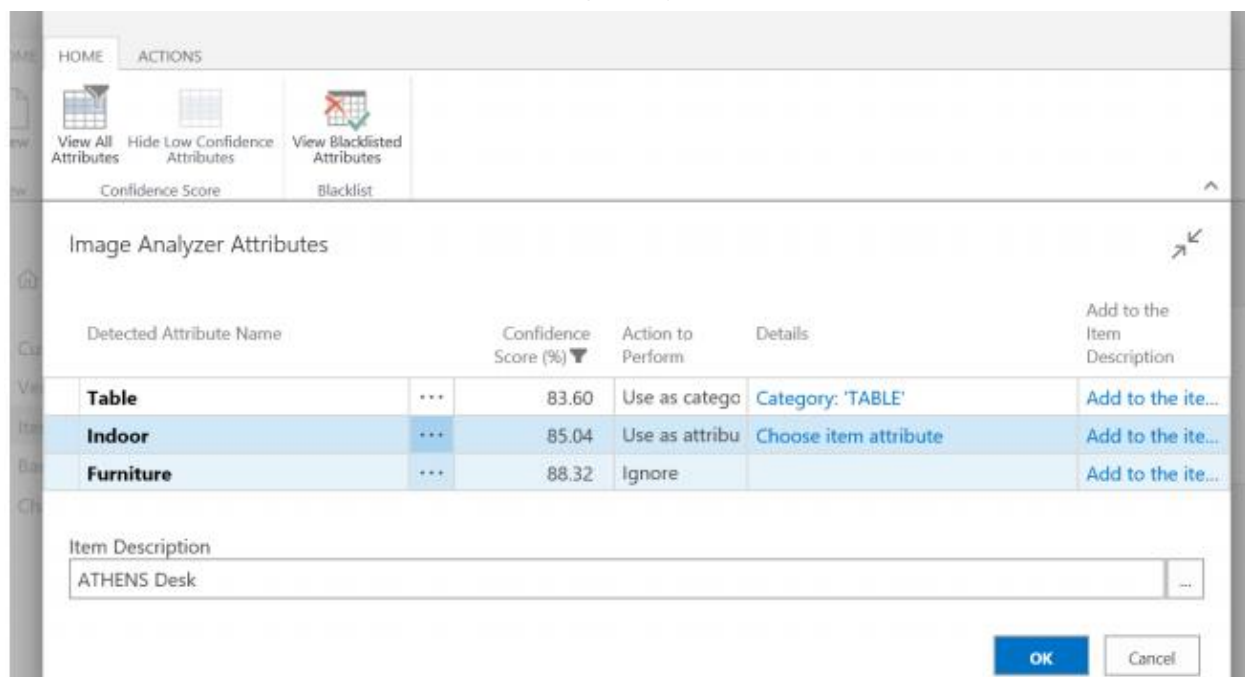 HOME ACTIONS
View All Attributes
Hide Low Confidence Attributes
View Blacklisted Attributes
Confidence Score
Blacklist
Image Analyzer Attributes
Detected Attribute Name
Confidence Score (%)
Action to Perform
Details
Add to the Item Description
Table ... 83.60 Use as catego Category: 'TABLE' Add to the ite...
Indoor ... 85.04 Use as attribu Choose item attribute Add to the ite...
Furniture ... 88.32 Ignore Add to the ite...
Item Description
ATHENS Desk ...
OK Cancel